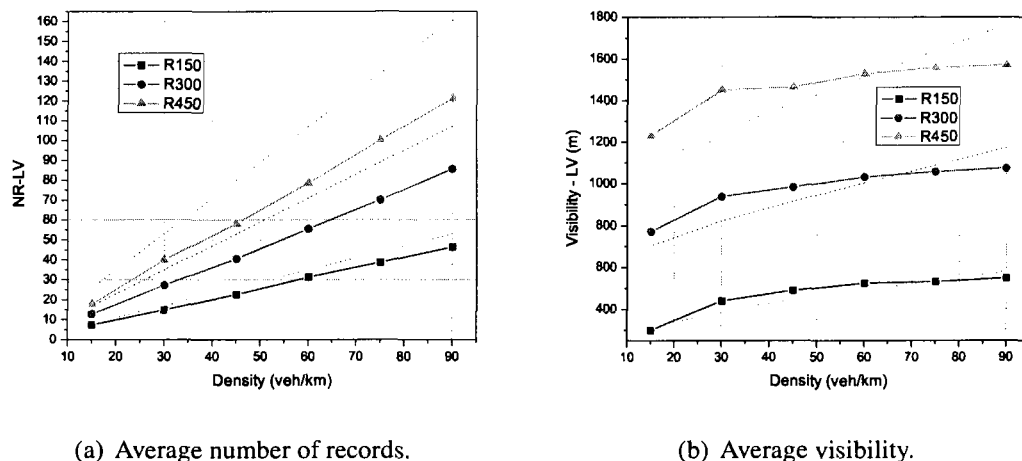 165
160
150
140
130
120
110
100
90
80
70
60
50
40
30
20
10
0
NR-LV
R150
R300
R450
10 20 30 40 50 60 70 80 90
Density (veh/km)
(a) Average number of records.
1800
1600
1400
1200
1000
800
600
400
Visibility - LV (m)
R150
R300
R450
10 20 30 40 50 60 70 80 90
Density (veh/km)
(b) Average visibility.